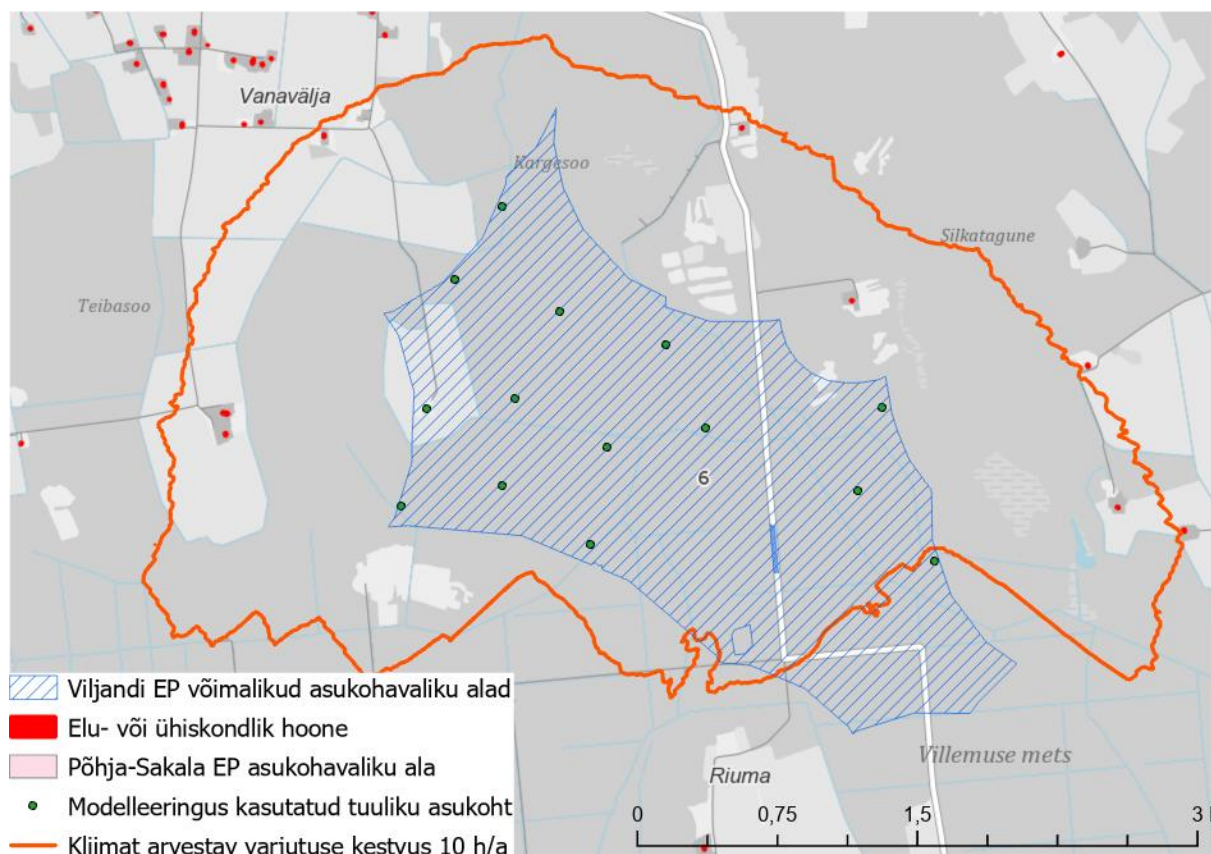 Vanavälja
Kargesoo
Silkatagune
Teibasoo
6
Villemuse mets
Riuma
Viljandi EP võimalikud asukohavaliku alad
Elu- või ühiskondlik hoone
Põhja-Sakala EP asukohavaliku ala
Modelleeringus kasutatud tuuliku asukoht
Kliimat arvestav varjutuse kestvus 10 h/a
0 0,75 1,5 3